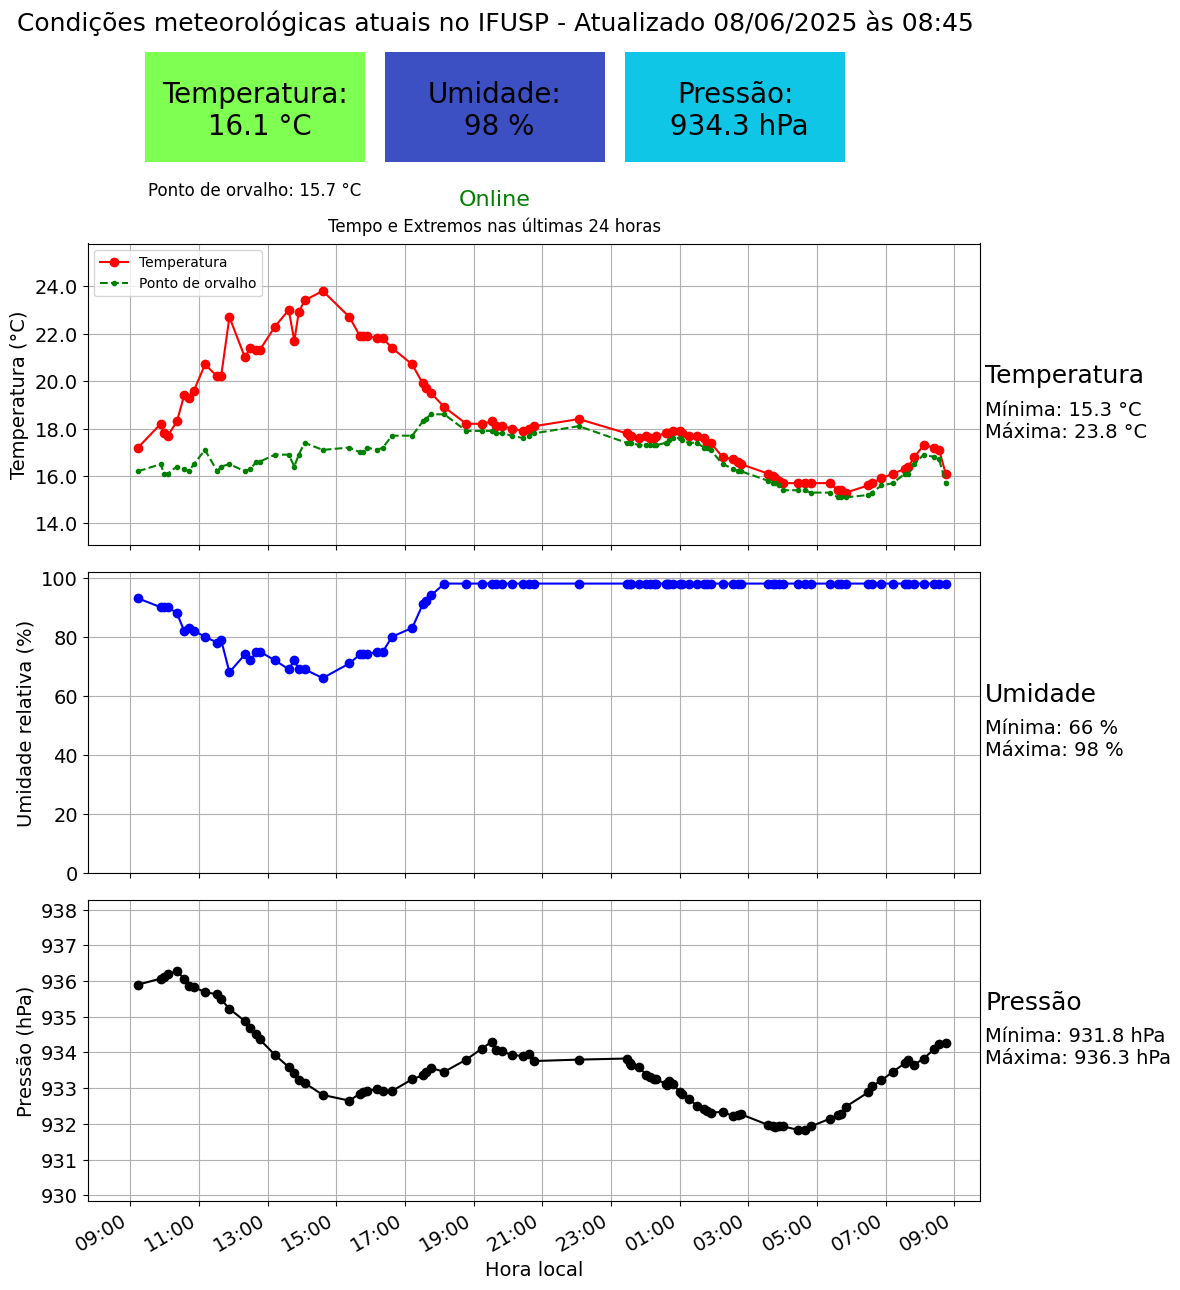 Condições meteorológicas atuais no IFUSP - Atualizado 08/06/2025 às 08:45
Temperatura:
16.1 °C
Umidade:
98 %
Pressão:
934.3 hPa
Ponto de orvalho: 15.7 °C
Online
Tempo e Extremos nas últimas 24 horas
Temperatura
Ponto de orvalho
Temperatura (°C)
24.0
22.0
20.0
18.0
16.0
14.0
Temperatura
Mínima: 15.3 °C
Máxima: 23.8 °C
Umidade relativa (%)
100
80
60
40
20
0
Umidade
Mínima: 66 %
Máxima: 98 %
Pressão (hPa)
938
937
936
935
934
933
932
931
930
Pressão
Mínima: 931.8 hPa
Máxima: 936.3 hPa
09:00
11:00
13:00
15:00
17:00
19:00
21:00
23:00
01:00
03:00
05:00
07:00
09:00
Hora local